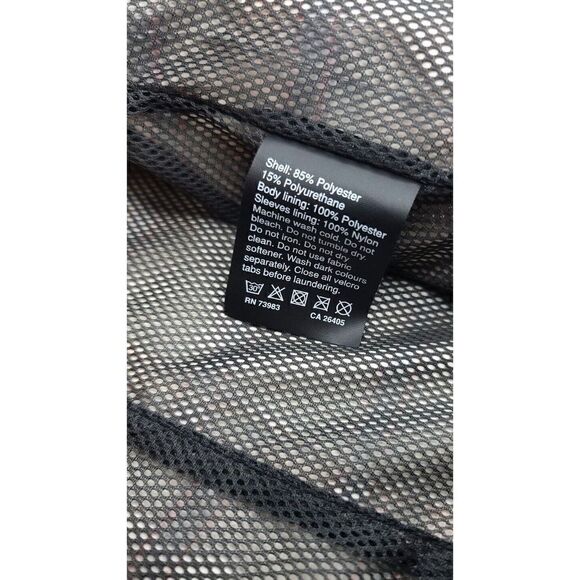 Shell: 85% Polyester
15% Polyurethane
Body lining: 100% Polyester
Sleeves lining: 100% Nylon
Machine wash cold. Do not
bleach. Do not tumble dry
Do not iron. Do not dry
clean. Do not use fabric
softener. Wash dark colours
separately. Close all velcro
tabs before laundering.
30°
RN 73983 CA 26405